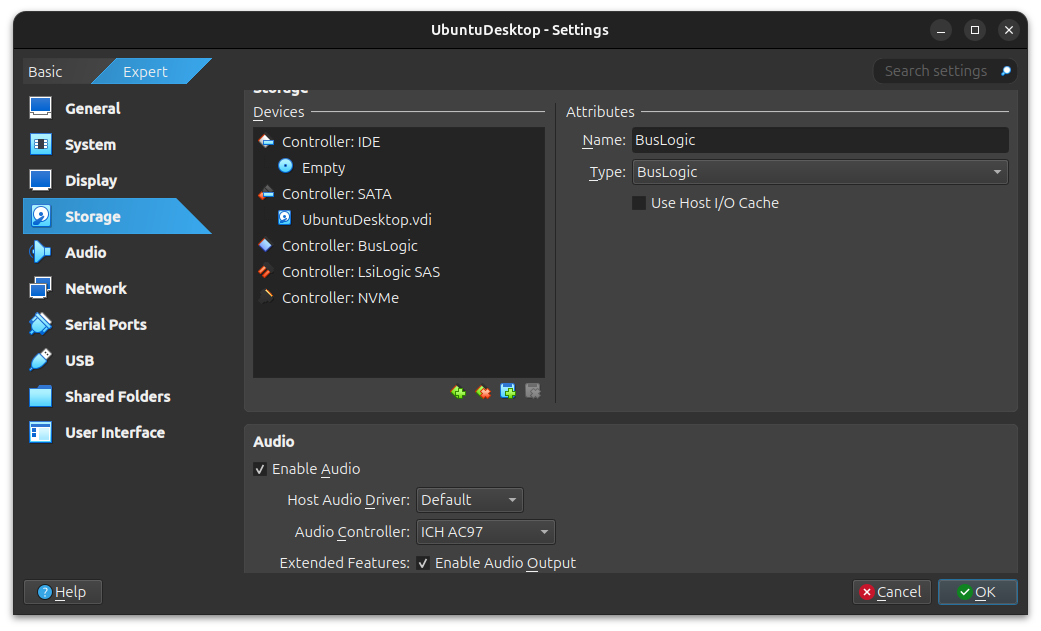 UbuntuDesktop - Settings
Basic
Expert
Search settings
General
System
Display
Storage
Audio
Network
Serial Ports
USB
Shared Folders
User Interface
Storage
Devices
Controller: IDE
Empty
Controller: SATA
UbuntuDesktop.vdi
Controller: BusLogic
Controller: LsiLogic SAS
Controller: NVMe
Attributes
Name: BusLogic
Type: BusLogic
Use Host I/O Cache
Audio
Enable Audio
Host Audio Driver: Default
Audio Controller: ICH AC97
Extended Features: Enable Audio Output
Help
Cancel
OK